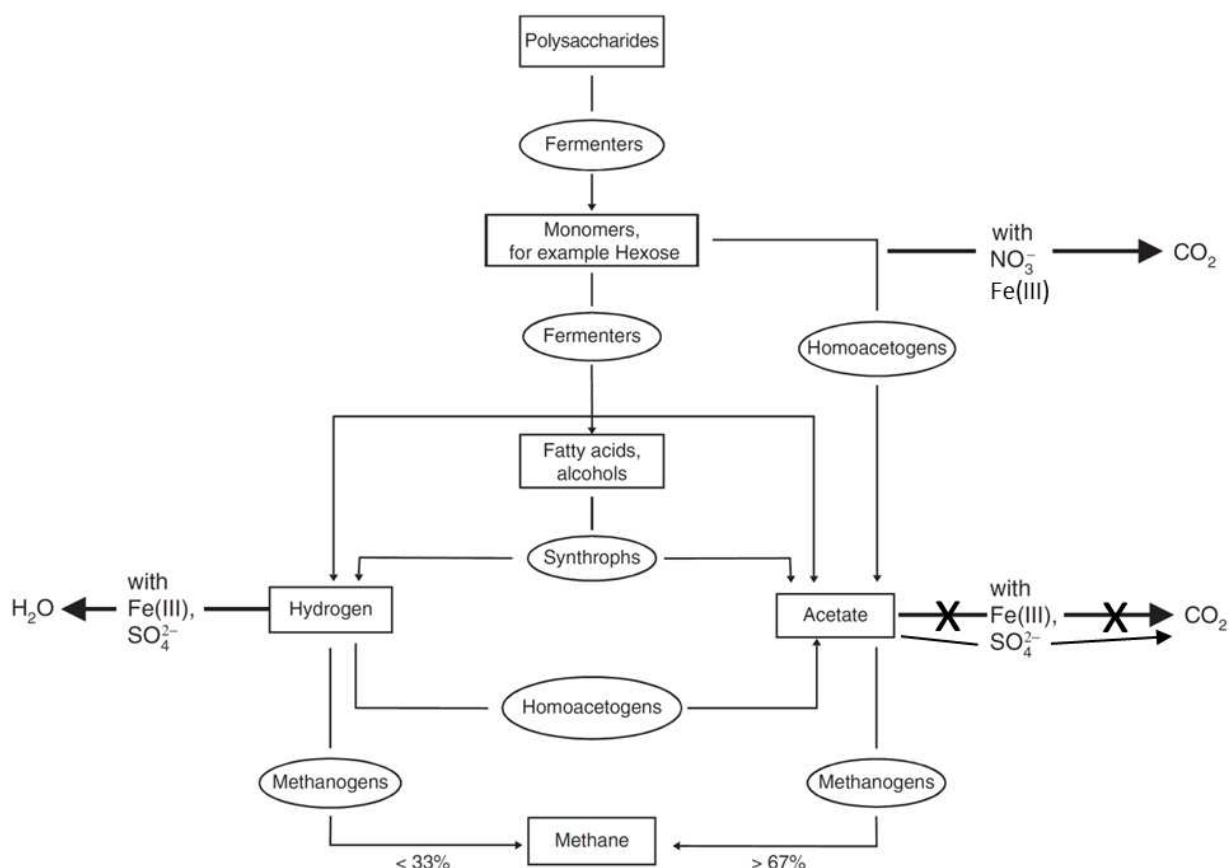 Polysaccharides
Fermenters
Monomers,
for example Hexose
with
NO₃⁻
Fe(III)
CO₂
Fermenters
Homoacetogens
Fatty acids,
alcohols
Synthrophs
H₂O
with
Fe(III),
SO₄²⁻
Hydrogen
Acetate
X
with
Fe(III),
SO₄²⁻
X
CO₂
Homoacetogens
Methanogens
Methanogens
Methane
< 33%
> 67%